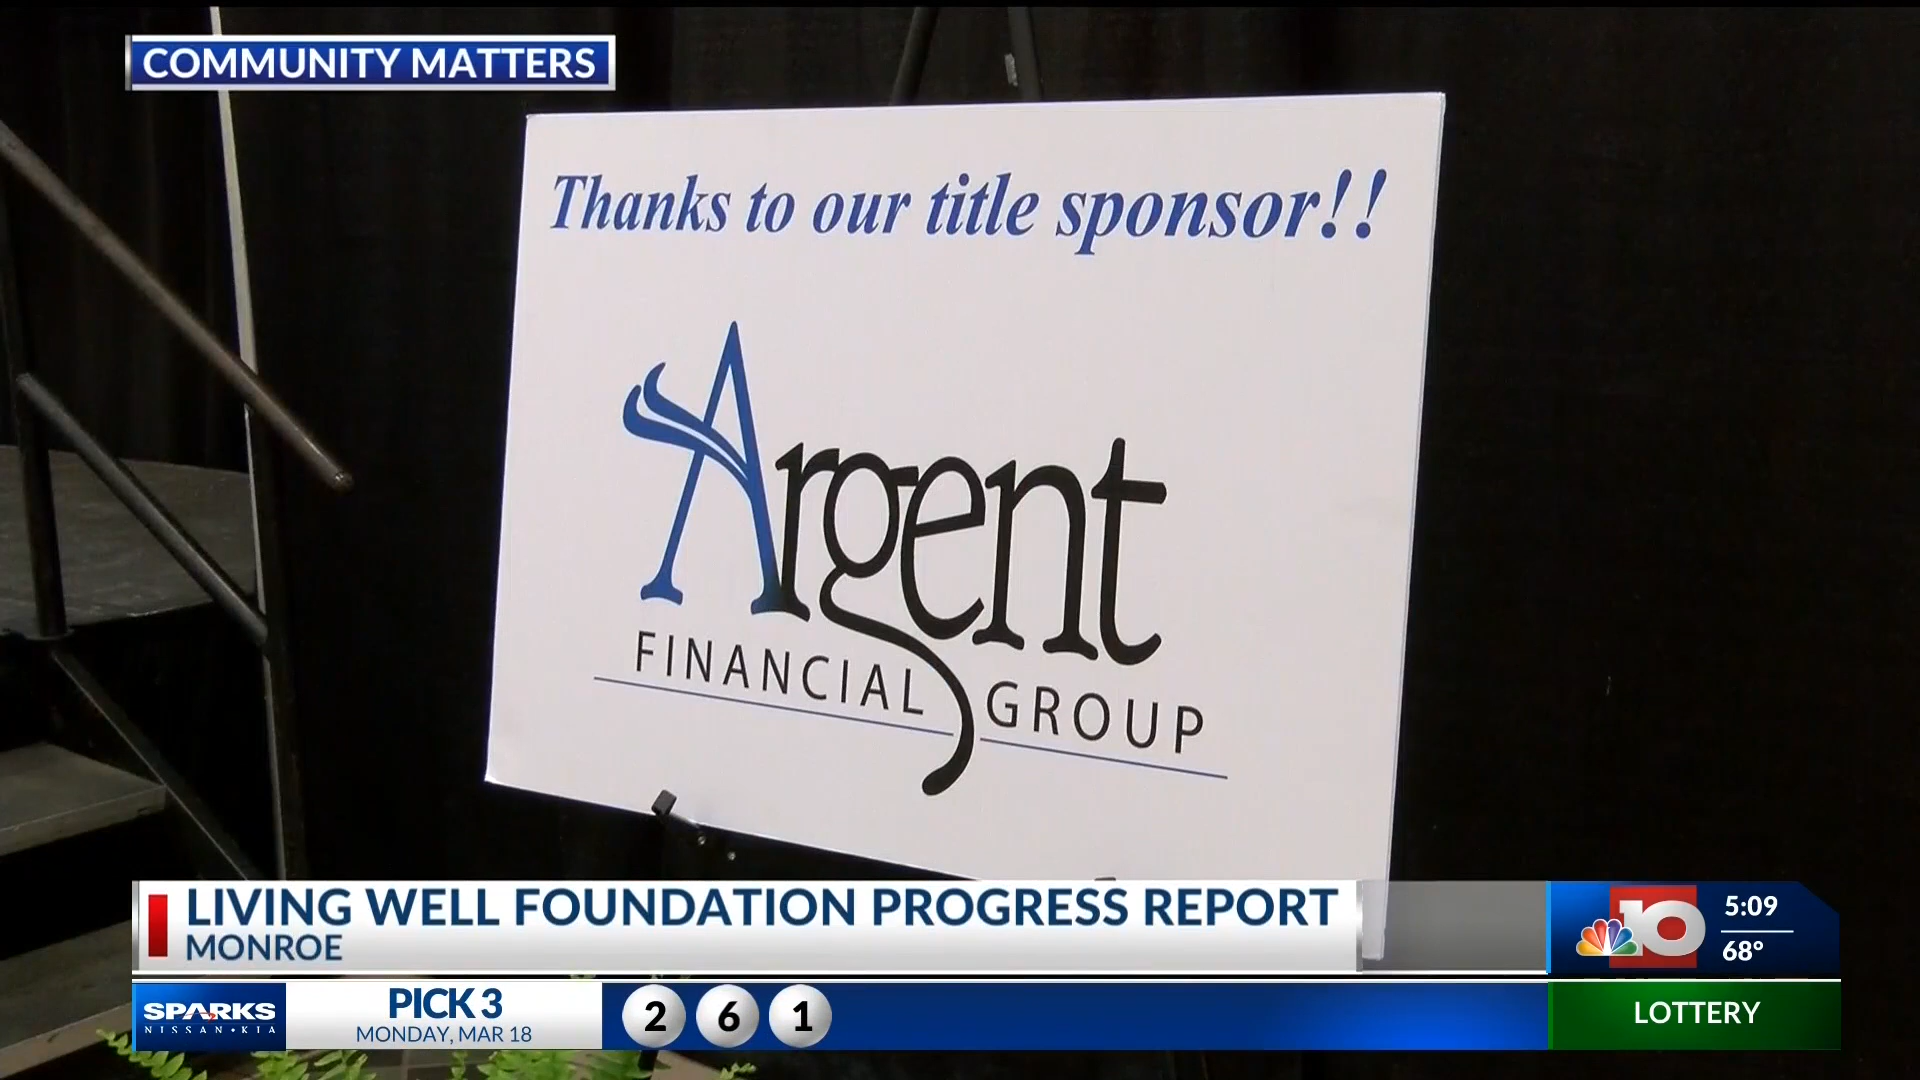 COMMUNITY MATTERS
Thanks to our title sponsor!!
Argent
FINANCIAL GROUP
LIVING WELL FOUNDATION PROGRESS REPORT
MONROE
10
5:09
68°
SPARKS
NISSAN • KIA
PICK 3
MONDAY, MAR 18
2 6 1
LOTTERY